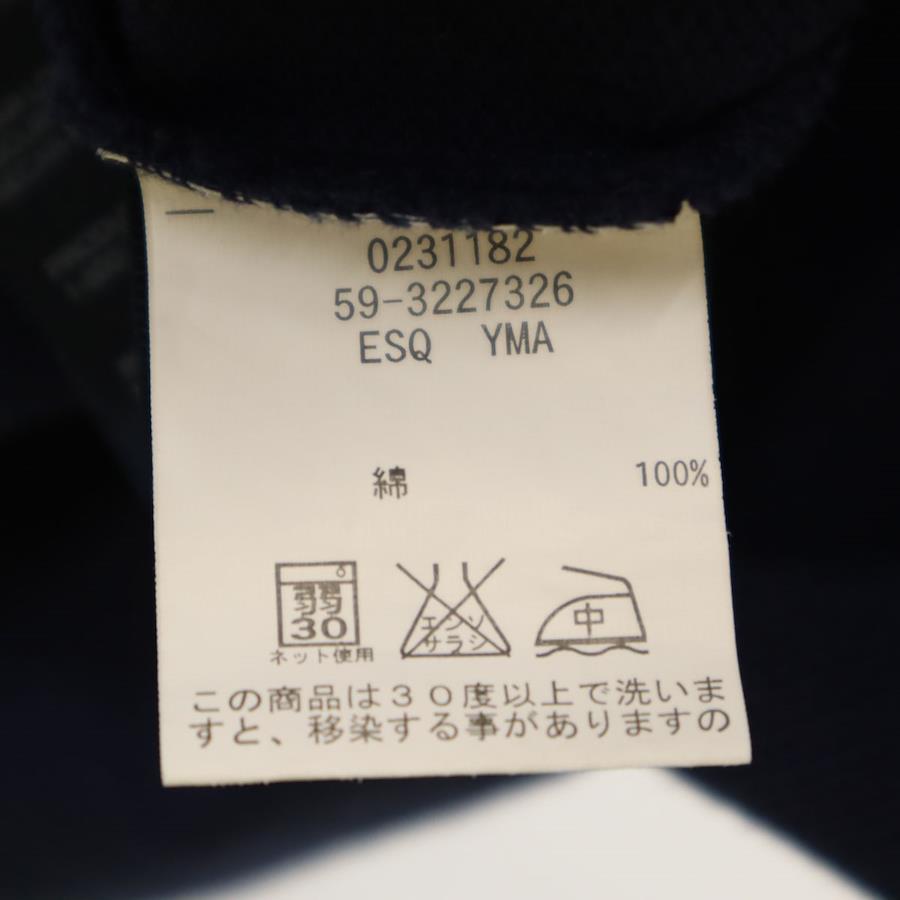 0231182
59-3227326
ESQ YMA
綿 100%
弱
30
ネット使用
エンソ
サラシ
中
この商品は30度以上で洗いま
すと、移染する事がありますの